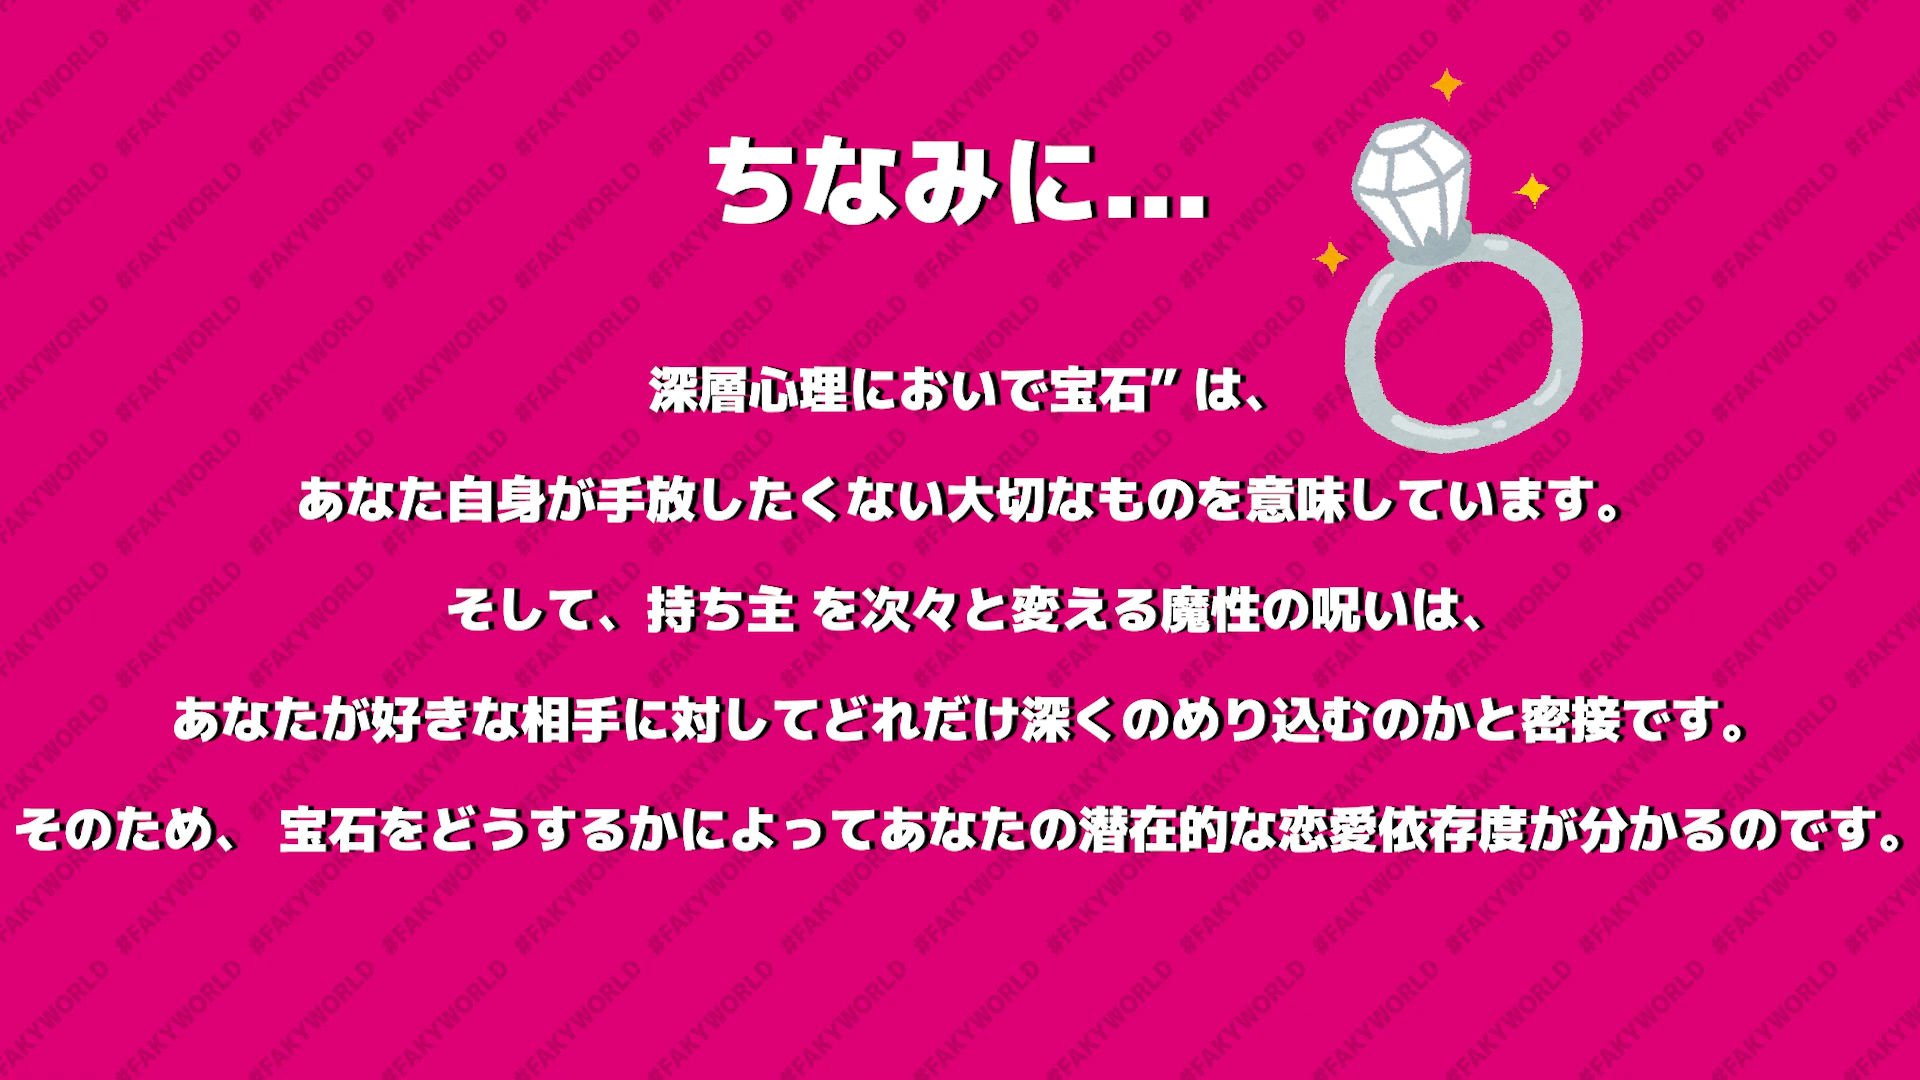 ちなみに...
深層心理においで宝石” は、
あなた自身が手放したくない大切なものを意味しています。
そして、持ち主 を次々と変える魔性の呪いは、
あなたが好きな相手に対してどれだけ深くのめり込むのかと密接です。
そのため、 宝石をどうするかによってあなたの潜在的な恋愛依存度が分かるのです。
#FAKYWORLD